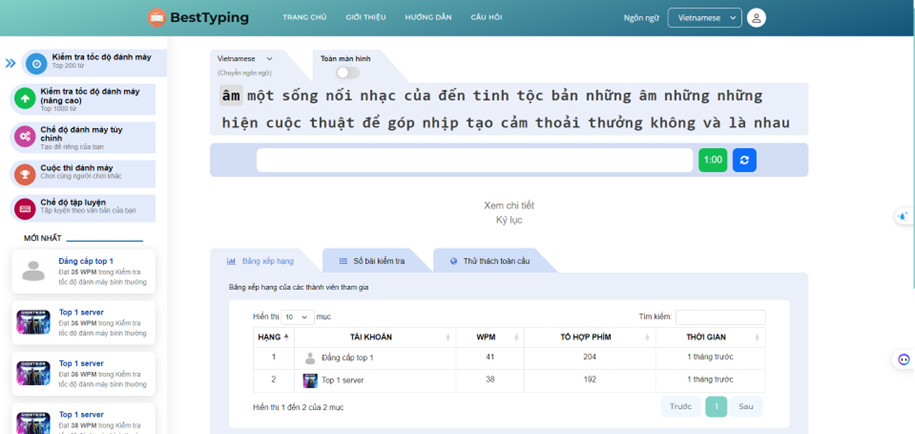 BestTyping
TRANG CHỦ GIỚI THIỆU HƯỚNG DẪN CÂU HỎI
Ngôn ngữ
Vietnamese
Kiểm tra tốc độ đánh máy
Top 200 từ
Kiểm tra tốc độ đánh máy
(nâng cao)
Top 1000 từ
Chế độ đánh máy tùy
chỉnh
Tạo đề riêng của bạn
Cuộc thi đánh máy
Chơi cùng người chơi khác
Chế độ tập luyện
Tập luyện theo văn bản của bạn
MỚI NHẤT
Đẳng cấp top 1
Đạt 35 WPM trong Kiểm tra
tốc độ đánh máy bình thường
Top 1 server
Đạt 36 WPM trong Kiểm tra
tốc độ đánh máy bình thường
Top 1 server
Đạt 36 WPM trong Kiểm tra
tốc độ đánh máy bình thường
Top 1 server
Đạt 38 WPM trong Kiểm tra
Vietnamese
(Chuyển ngôn ngữ)
Toàn màn hình
âm một sống nối nhạc của đến tinh tộc bản những âm những những
hiện cuộc thuật để góp nhịp tạo cảm thoải thưởng không và là nhau
1:00
Xem chi tiết
Kỷ lục
Bảng xếp hạng
Số bài kiểm tra
Thử thách toàn cầu
Bảng xếp hạng của các thành viên tham gia
Hiển thị 10 mục
Tìm kiếm:
HẠNG TÀI KHOẢN WPM TỔ HỢP PHÍM THỜI GIAN
1 Đẳng cấp top 1 41 204 1 tháng trước
2 Top 1 server 38 192 1 tháng trước
Hiển thị 1 đến 2 của 2 mục
Trước 1 Sau